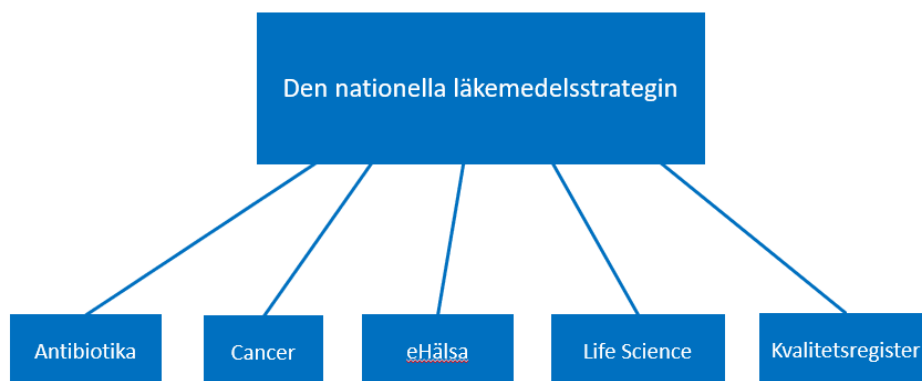 Den nationella läkemedelsstrategin
Antibiotika
Cancer
eHälsa
Life Science
Kvalitetsregister